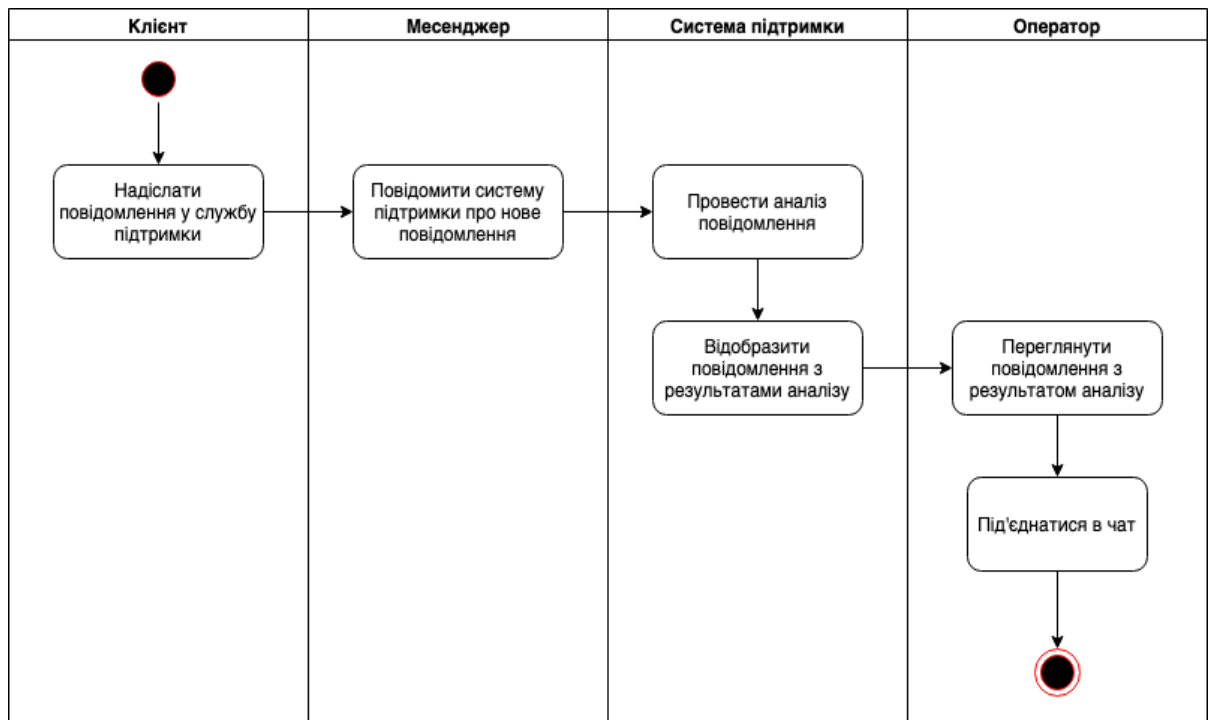 Клієнт
Месенджер
Система підтримки
Оператор
Надіслати
повідомлення у службу
підтримки
Повідомити систему
підтримки про нове
повідомлення
Провести аналіз
повідомлення
Відобразити
повідомлення з
результатами аналізу
Переглянути
повідомлення з
результатом аналізу
Під'єднатися в чат